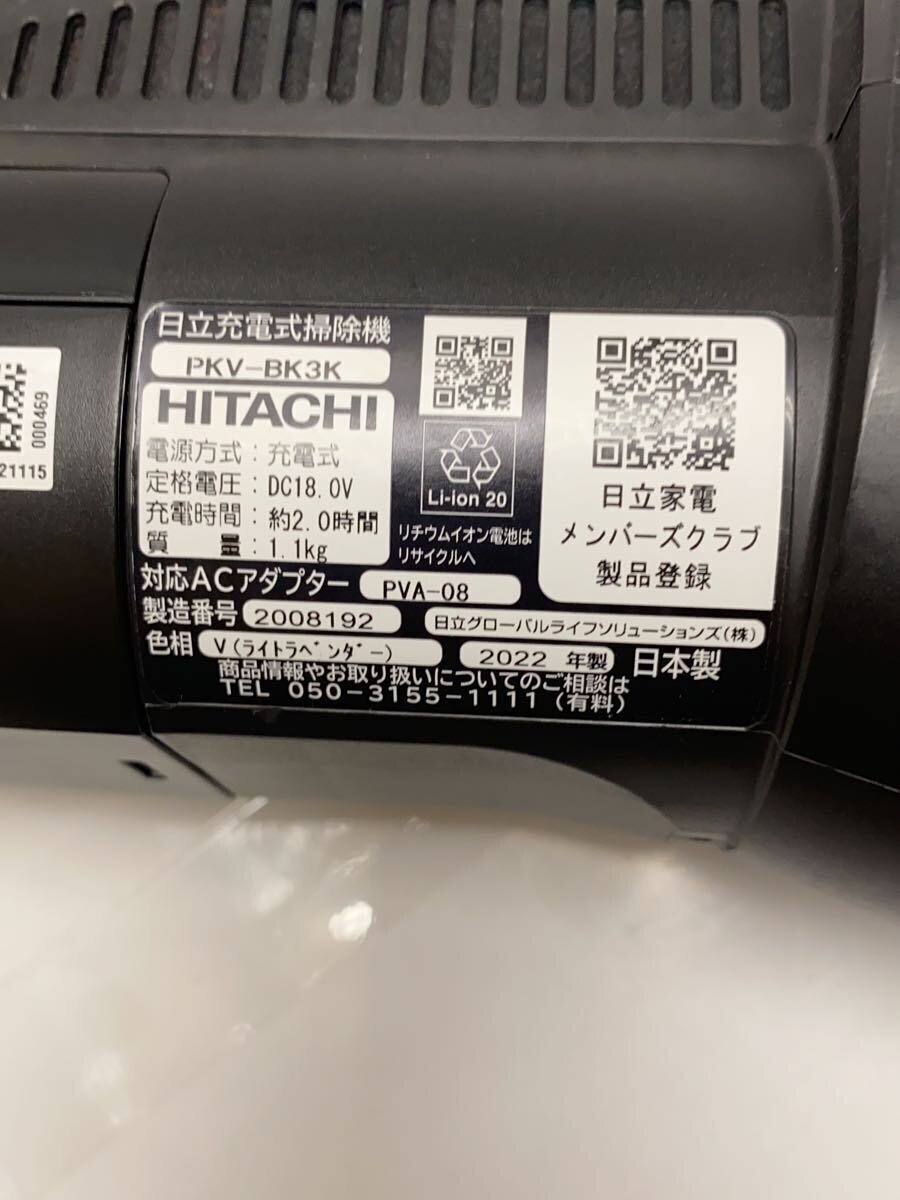 日立充電式掃除機
PKV-BK3K
HITACHI
電源方式：充電式
定格電圧：DC18.0V
充電時間：約2.0時間
質　　量：1.1kg
Li-ion 20
リチウムイオン電池は
リサイクルへ
日立家電
メンバーズクラブ
製品登録
対応ACアダプター PVA-08
製造番号 2008192 日立グローバルライフソリューションズ(株)
色相 V(ライトラベンダー) 2022 年製 日本製
商品情報やお取り扱いについてのご相談は
TEL 050-3155-1111(有料)
000469
21115